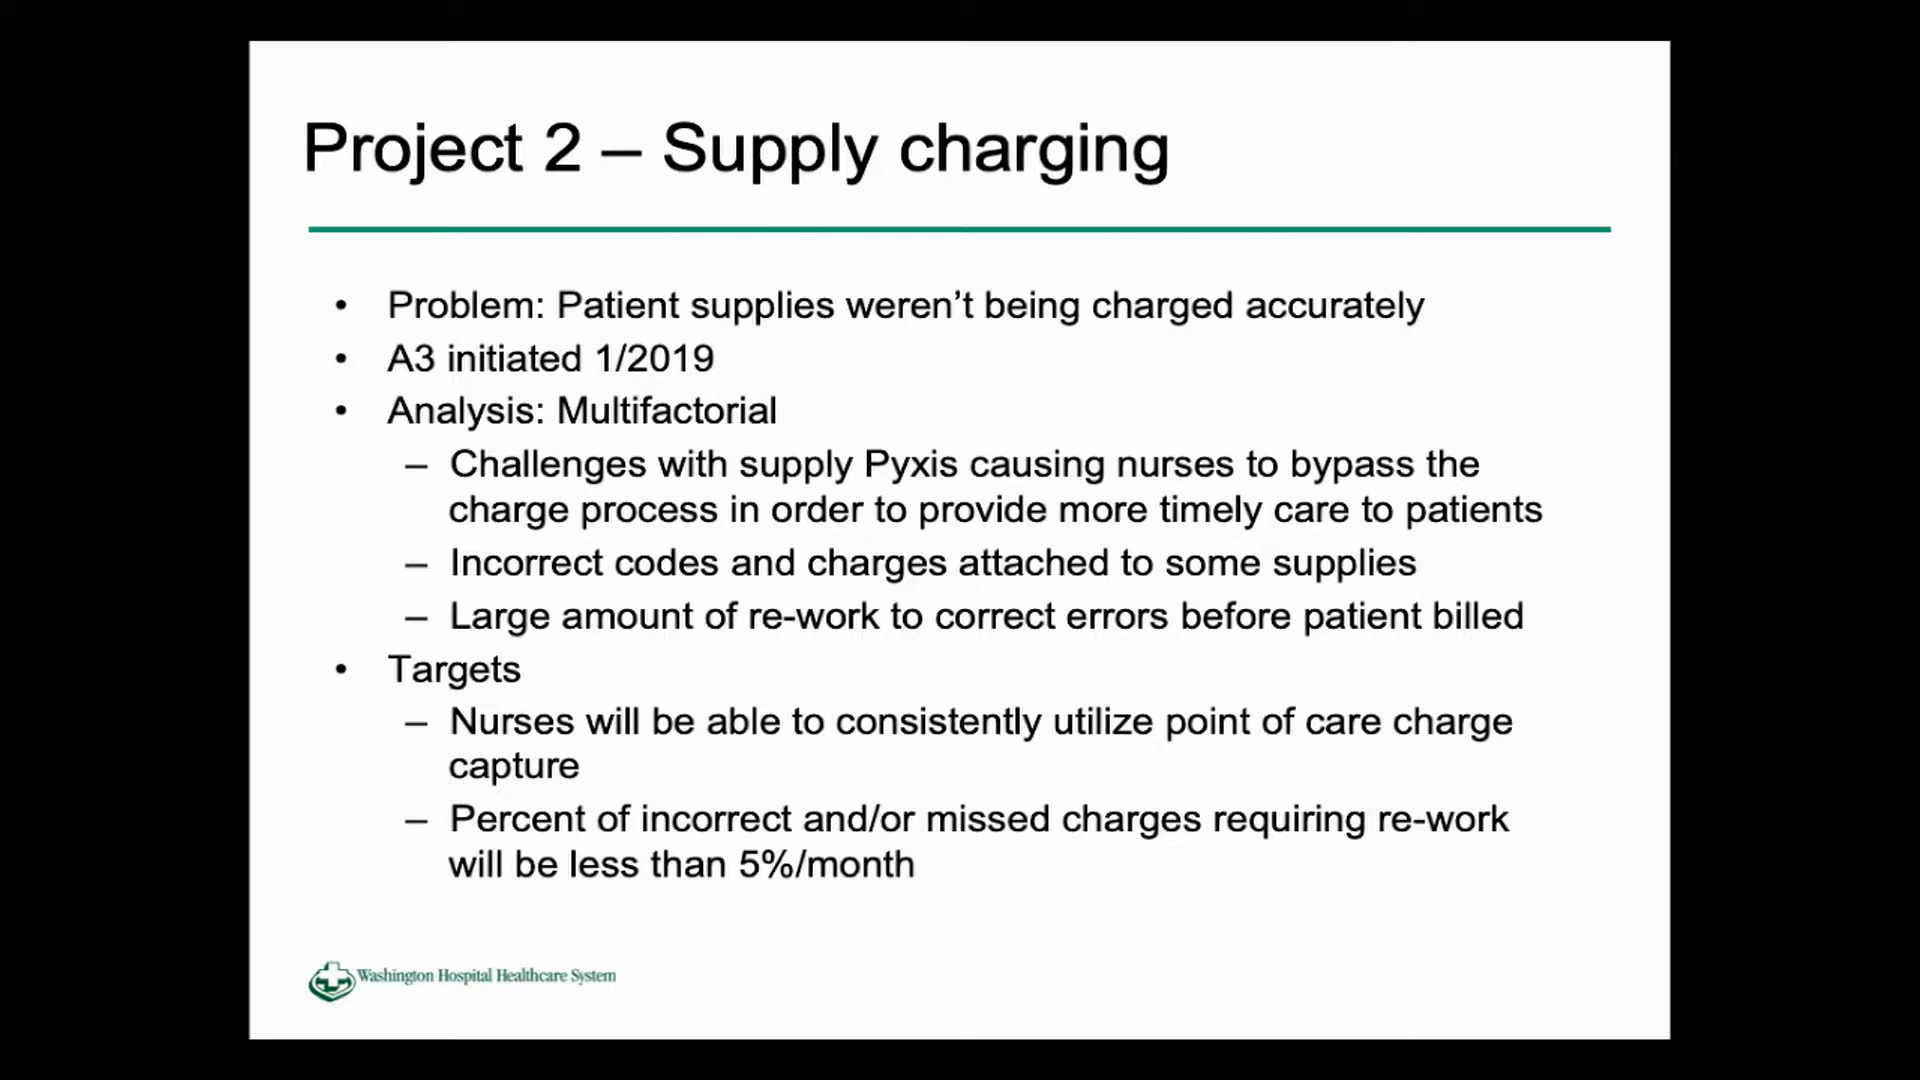 Project 2 – Supply charging
• Problem: Patient supplies weren’t being charged accurately
• A3 initiated 1/2019
• Analysis: Multifactorial
– Challenges with supply Pyxis causing nurses to bypass the
charge process in order to provide more timely care to patients
– Incorrect codes and charges attached to some supplies
– Large amount of re-work to correct errors before patient billed
• Targets
– Nurses will be able to consistently utilize point of care charge
capture
– Percent of incorrect and/or missed charges requiring re-work
will be less than 5%/month
Washington Hospital Healthcare System